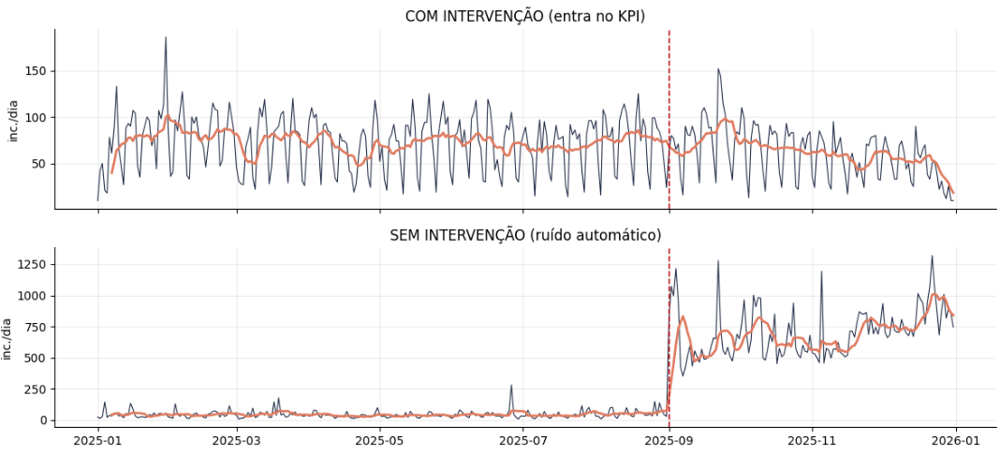 COM INTERVENÇÃO (entra no KPI)
inc./dia
150
100
50
SEM INTERVENÇÃO (ruído automático)
inc./dia
1250
1000
750
500
250
0
2025-01 2025-03 2025-05 2025-07 2025-09 2025-11 2026-01